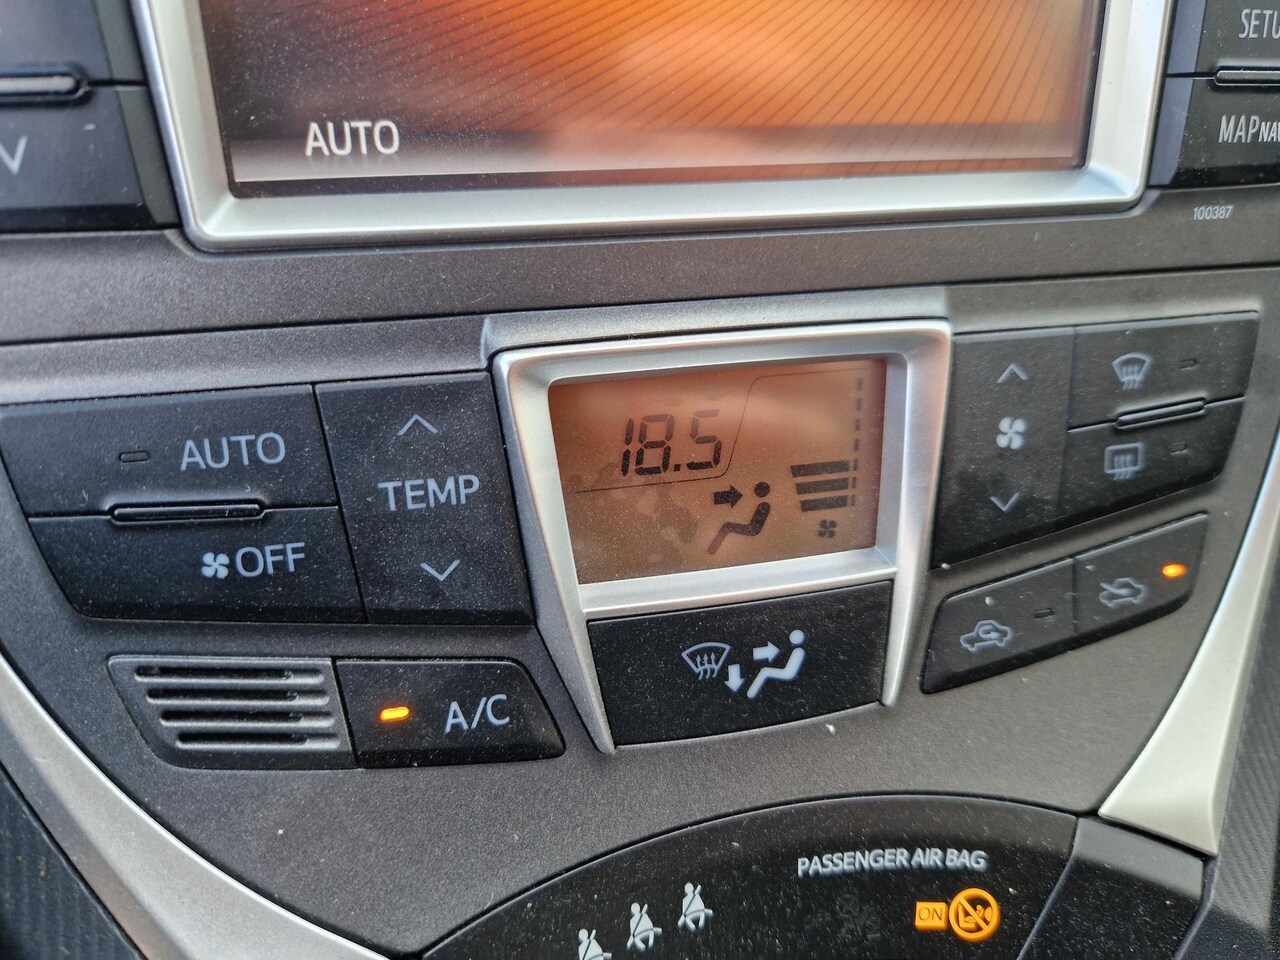 SETU
AUTO
V
MAP NAV
100387
18.5
AUTO
TEMP
OFF
A/C
PASSENGER AIR BAG
ON